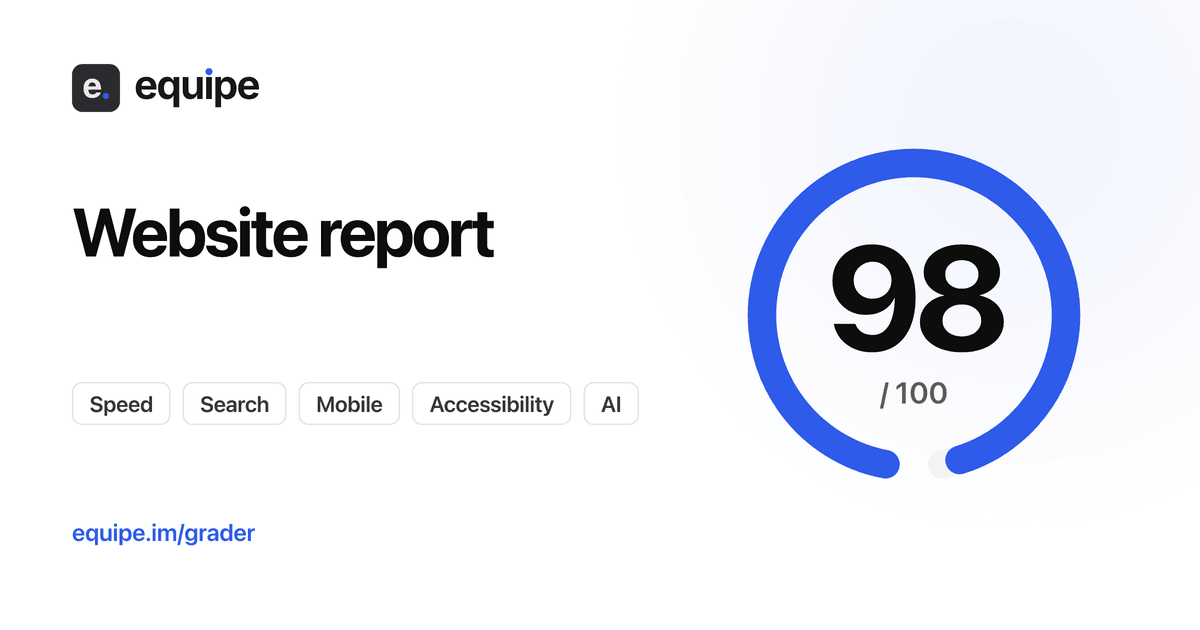 e. equipe
Website report
98
/ 100
Speed Search Mobile Accessibility AI
equipe.im/grader